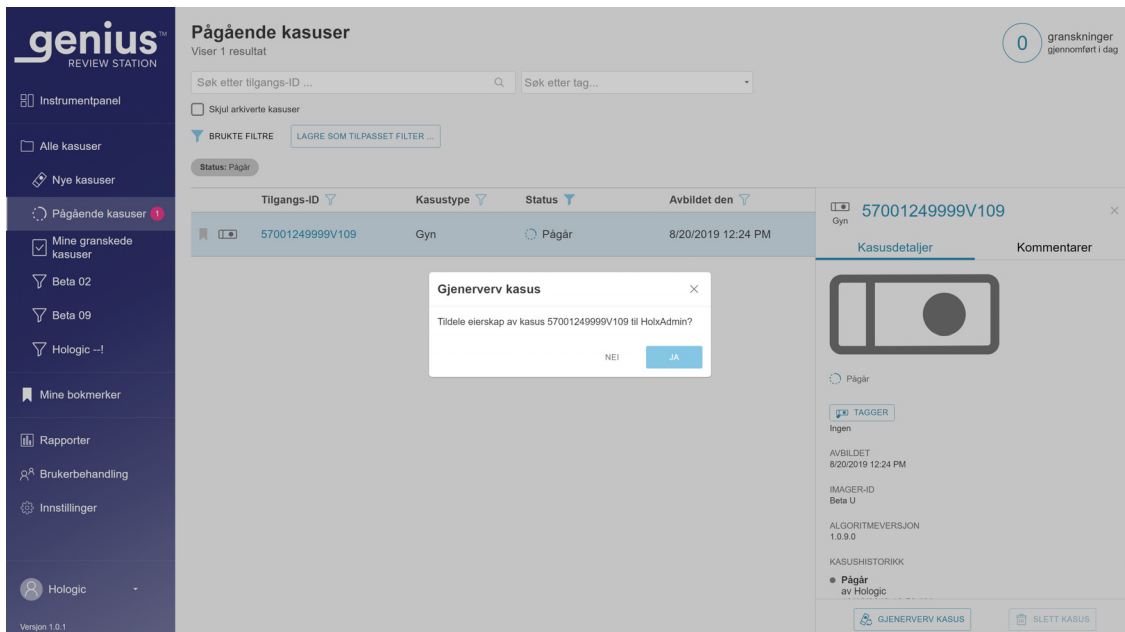 genius™
REVIEW STATION
Instrumentpanel
Alle kasuser
Nye kasuser
Pågående kasuser 1
Mine granskede
kasuser
Beta 02
Beta 09
Hologic --!
Mine bokmerker
Rapporter
Brukerbehandling
Innstillinger
Hologic
Versjon 1.0.1
Pågående kasuser
Viser 1 resultat
0 granskninger
gjennomført i dag
Søk etter tilgangs-ID ...
Søk etter tag...
Skjul arkiverte kasuser
BRUKTE FILTRE
LAGRE SOM TILPASSET FILTER ...
Status: Pågår
Tilgangs-ID Kasustype Status Avbildet den
57001249999V109 Gyn Pågår 8/20/2019 12:24 PM
Gjenerverv kasus
Tildele eierskap av kasus 57001249999V109 til HolxAdmin?
NEI JA
57001249999V109
Gyn
Kasusdetaljer Kommentarer
Pågår
TAGGER
Ingen
AVBILDET
8/20/2019 12:24 PM
IMAGER-ID
Beta U
ALGORITMEVERSJON
1.0.9.0
KASUSHISTORIKK
Pågår
av Hologic
GJENERVERV KASUS SLETT KASUS